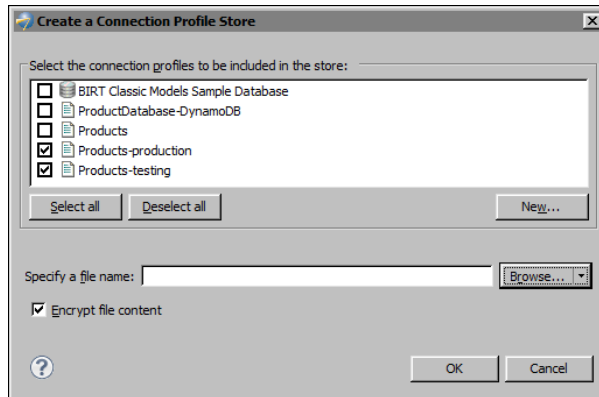 Create a Connection Profile Store
Select the connection profiles to be included in the store:
BIRT Classic Models Sample Database
ProductDatabase-DynamoDB
Products
Products-production
Products-testing
Select all Deselect all New...
Specify a file name: Browse...
Encrypt file content
? OK Cancel